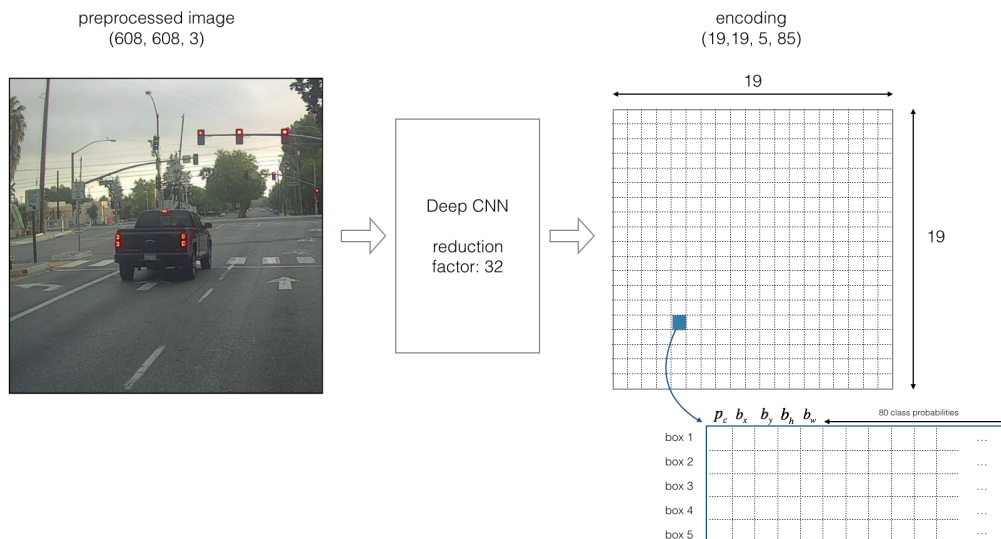 preprocessed image
(608, 608, 3)
encoding
(19,19, 5, 85)
19
Deep CNN
reduction
factor: 32
19
p_c b_x b_y b_h b_w
80 class probabilities
box 1 ...
box 2 ...
box 3 ...
box 4 ...
box 5 ...